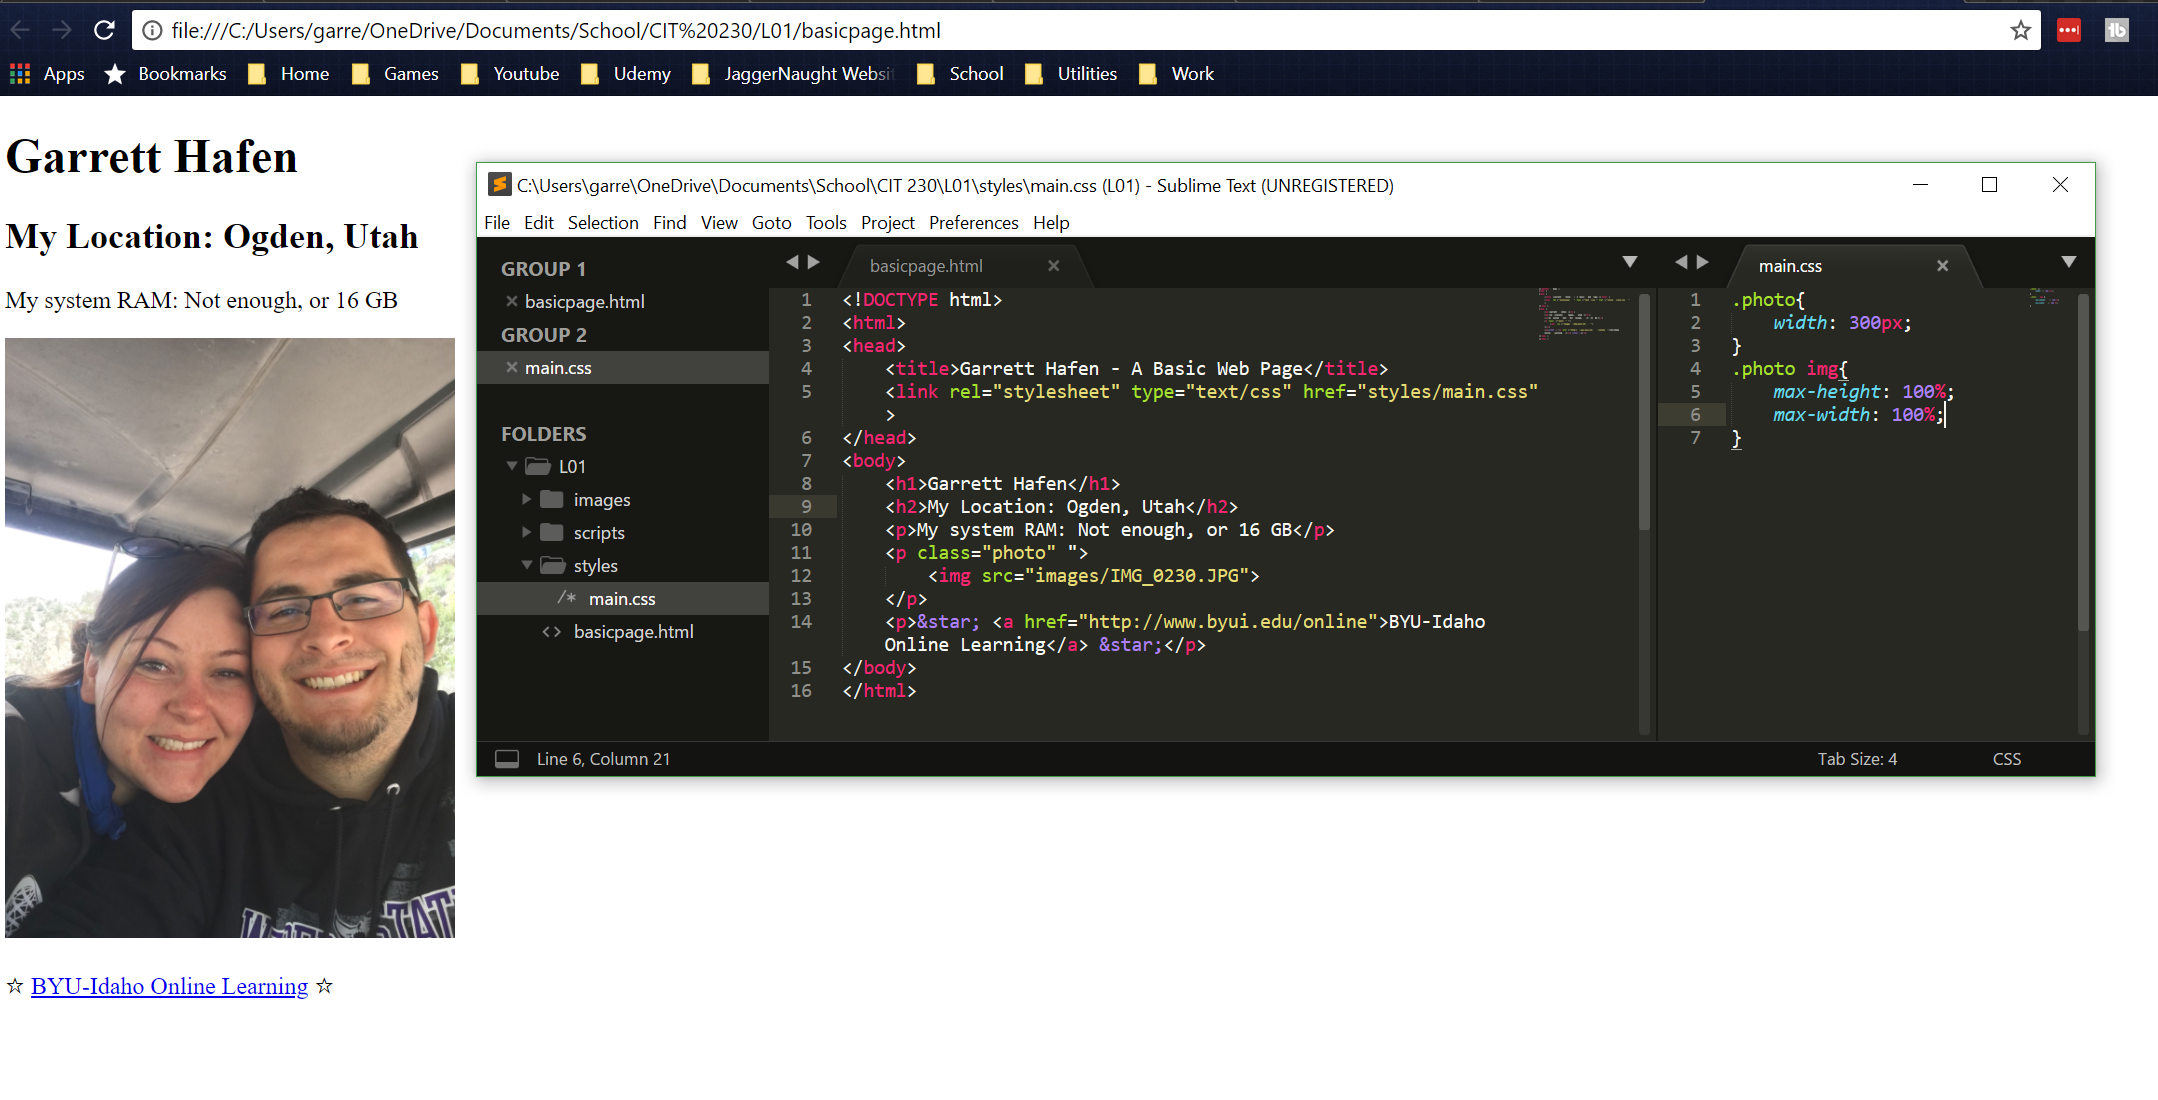 file:///C:/Users/garre/OneDrive/Documents/School/CIT%20230/L01/basicpage.html
Apps Bookmarks Home Games Youtube Udemy JaggerNaught Websi School Utilities Work
Garrett Hafen
My Location: Ogden, Utah
My system RAM: Not enough, or 16 GB
☆ BYU-Idaho Online Learning ☆
C:\Users\garre\OneDrive\Documents\School\CIT 230\L01\styles\main.css (L01) - Sublime Text (UNREGISTERED)
File Edit Selection Find View Goto Tools Project Preferences Help
GROUP 1
basicpage.html
GROUP 2
main.css
FOLDERS
L01
images
scripts
styles
/* main.css
<> basicpage.html
basicpage.html
1 <!DOCTYPE html>
2 <html>
3 <head>
4 <title>Garrett Hafen - A Basic Web Page</title>
5 <link rel="stylesheet" type="text/css" href="styles/main.css"
>
6 </head>
7 <body>
8 <h1>Garrett Hafen</h1>
9 <h2>My Location: Ogden, Utah</h2>
10 <p>My system RAM: Not enough, or 16 GB</p>
11 <p class="photo" ">
12 <img src="images/IMG_0230.JPG">
13 </p>
14 <p>&star; <a href="http://www.byui.edu/online">BYU-Idaho
Online Learning</a> &star;</p>
15 </body>
16 </html>
main.css
1 .photo{
2 width: 300px;
3 }
4 .photo img{
5 max-height: 100%;
6 max-width: 100%;
7 }
Line 6, Column 21
Tab Size: 4
CSS